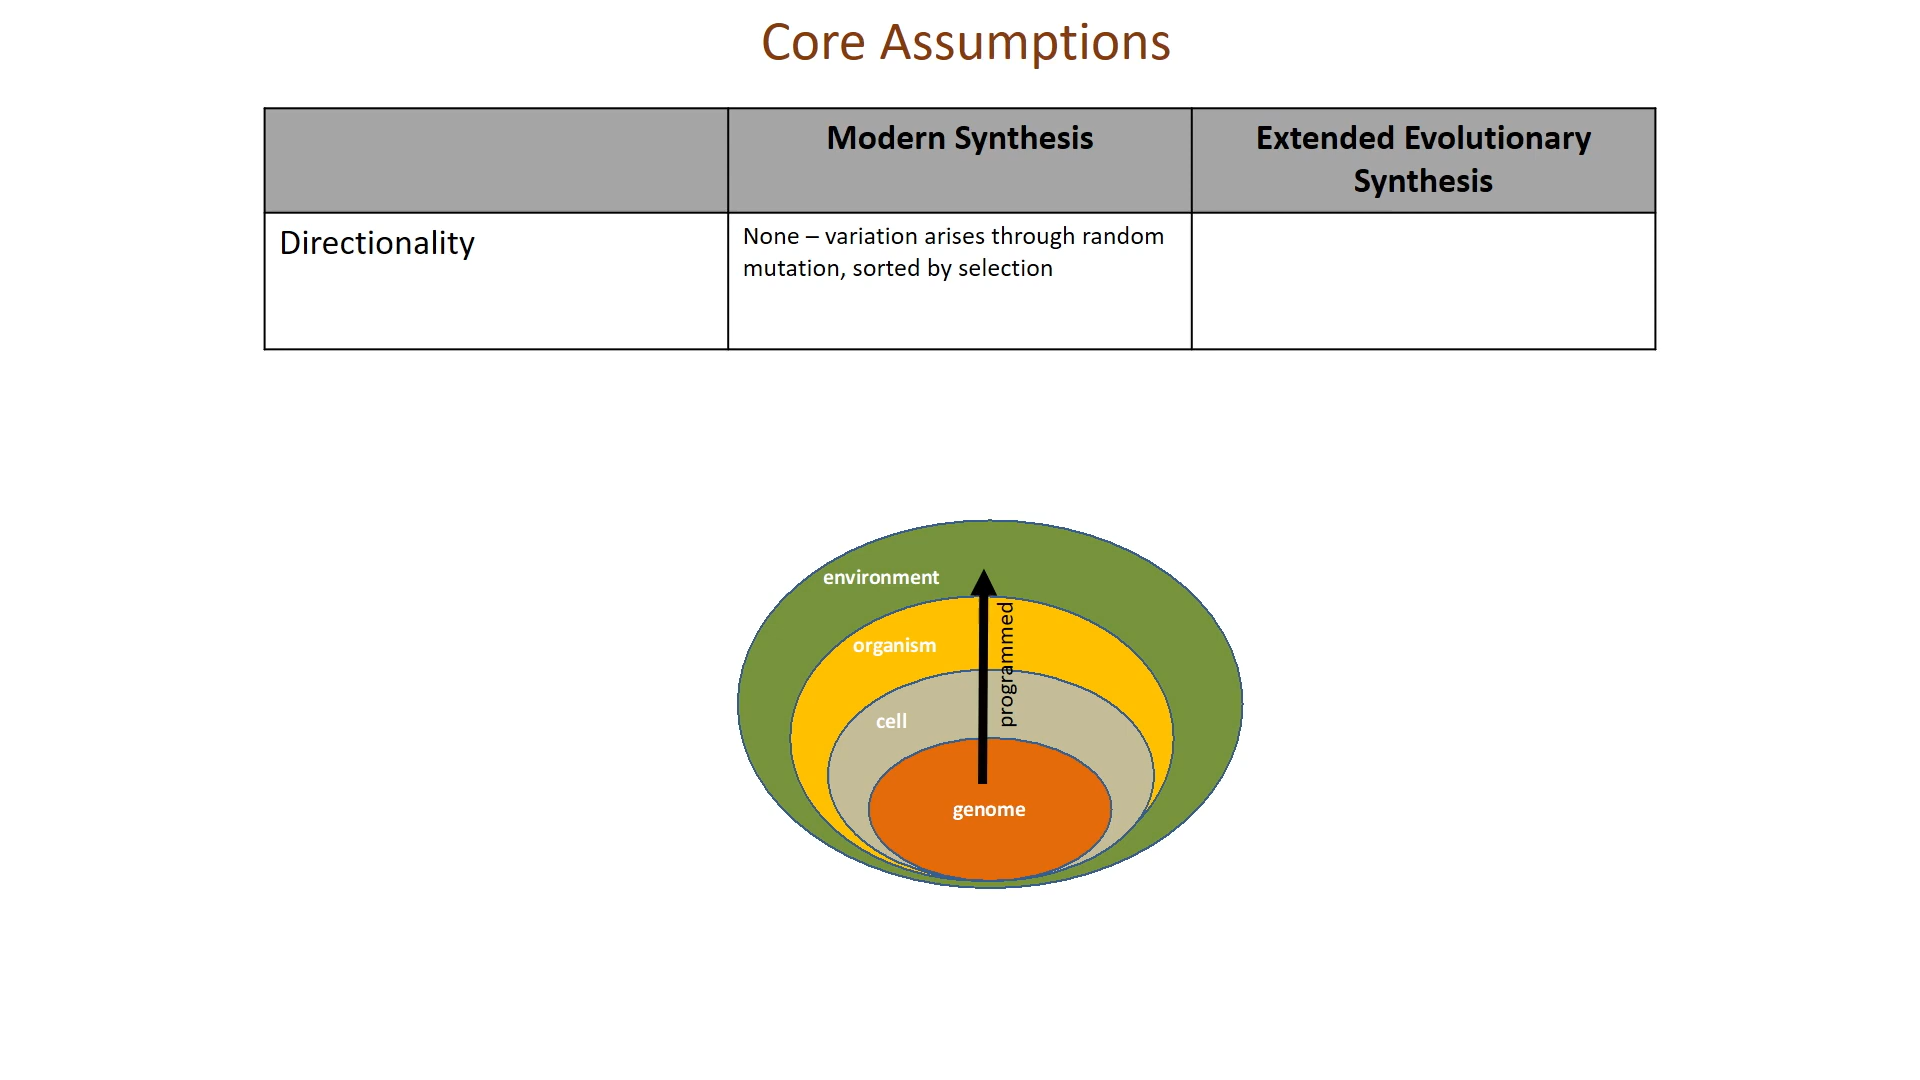 Core Assumptions
Modern Synthesis
Extended Evolutionary
Synthesis
Directionality
None – variation arises through random
mutation, sorted by selection
environment
organism
programmed
cell
genome